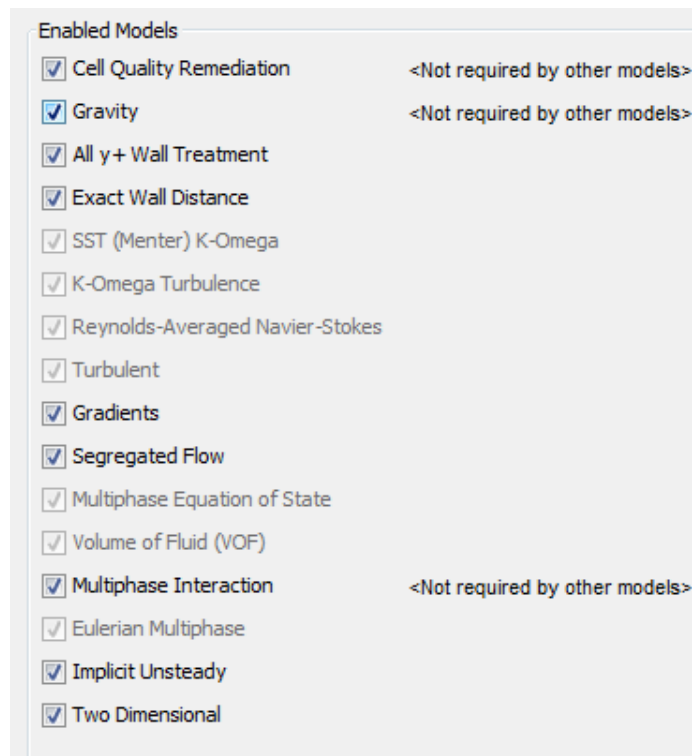 Enabled Models
Cell Quality Remediation <Not required by other models>
Gravity <Not required by other models>
All y+ Wall Treatment
Exact Wall Distance
SST (Menter) K-Omega
K-Omega Turbulence
Reynolds-Averaged Navier-Stokes
Turbulent
Gradients
Segregated Flow
Multiphase Equation of State
Volume of Fluid (VOF)
Multiphase Interaction <Not required by other models>
Eulerian Multiphase
Implicit Unsteady
Two Dimensional